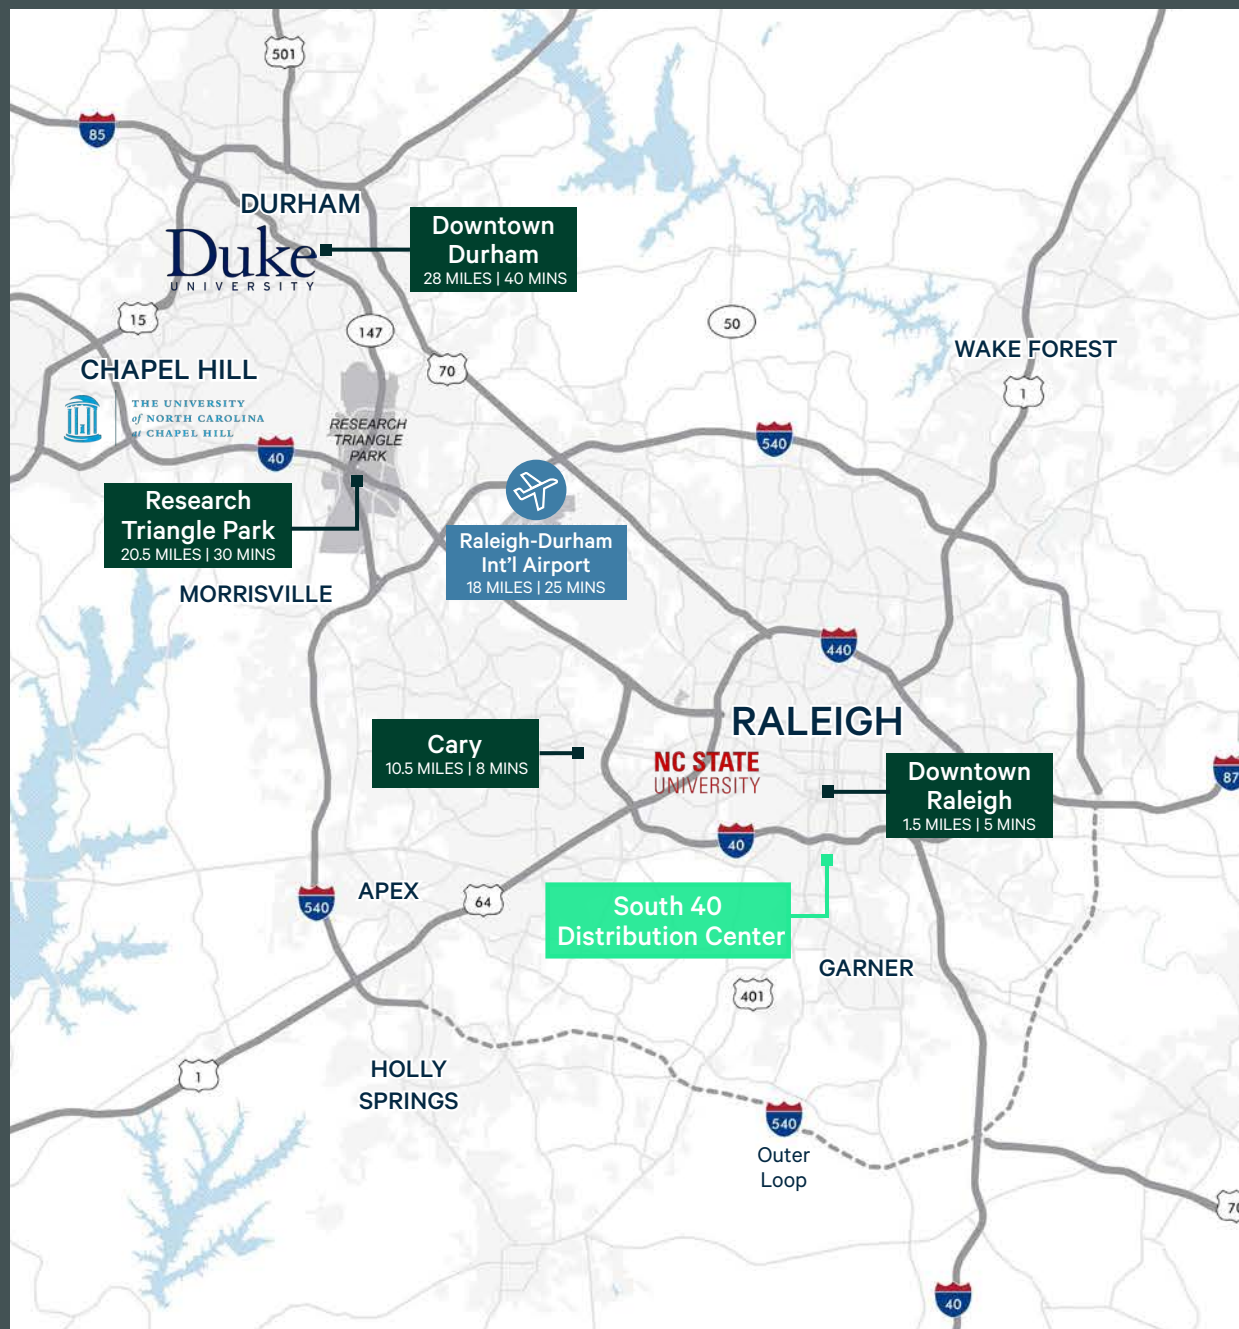 501
85
DURHAM
Duke
UNIVERSITY
Downtown
Durham
28 MILES | 40 MINS
15
147
50
70
WAKE FOREST
CHAPEL HILL
1
THE UNIVERSITY
of NORTH CAROLINA
at CHAPEL HILL
RESEARCH
TRIANGLE
PARK
540
40
Research
Triangle Park
20.5 MILES | 30 MINS
Raleigh-Durham
Int'l Airport
18 MILES | 25 MINS
MORRISVILLE
440
RALEIGH
Cary
10.5 MILES | 8 MINS
NC STATE
UNIVERSITY
Downtown
Raleigh
1.5 MILES | 5 MINS
87
40
APEX
64
540
South 40
Distribution Center
GARNER
401
HOLLY
SPRINGS
1
540
Outer
Loop
70
40